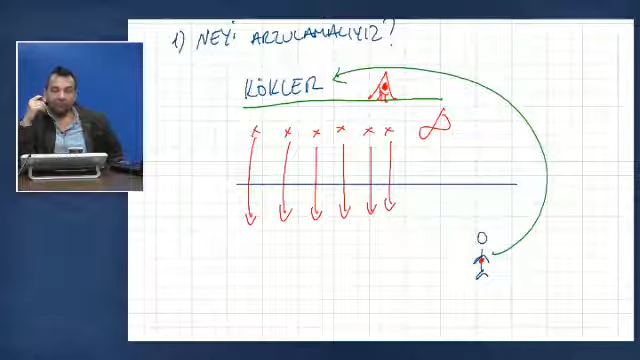 1) NEYİ ARZULAMALIYIZ?
KÖKLER
x x x x x x ∞